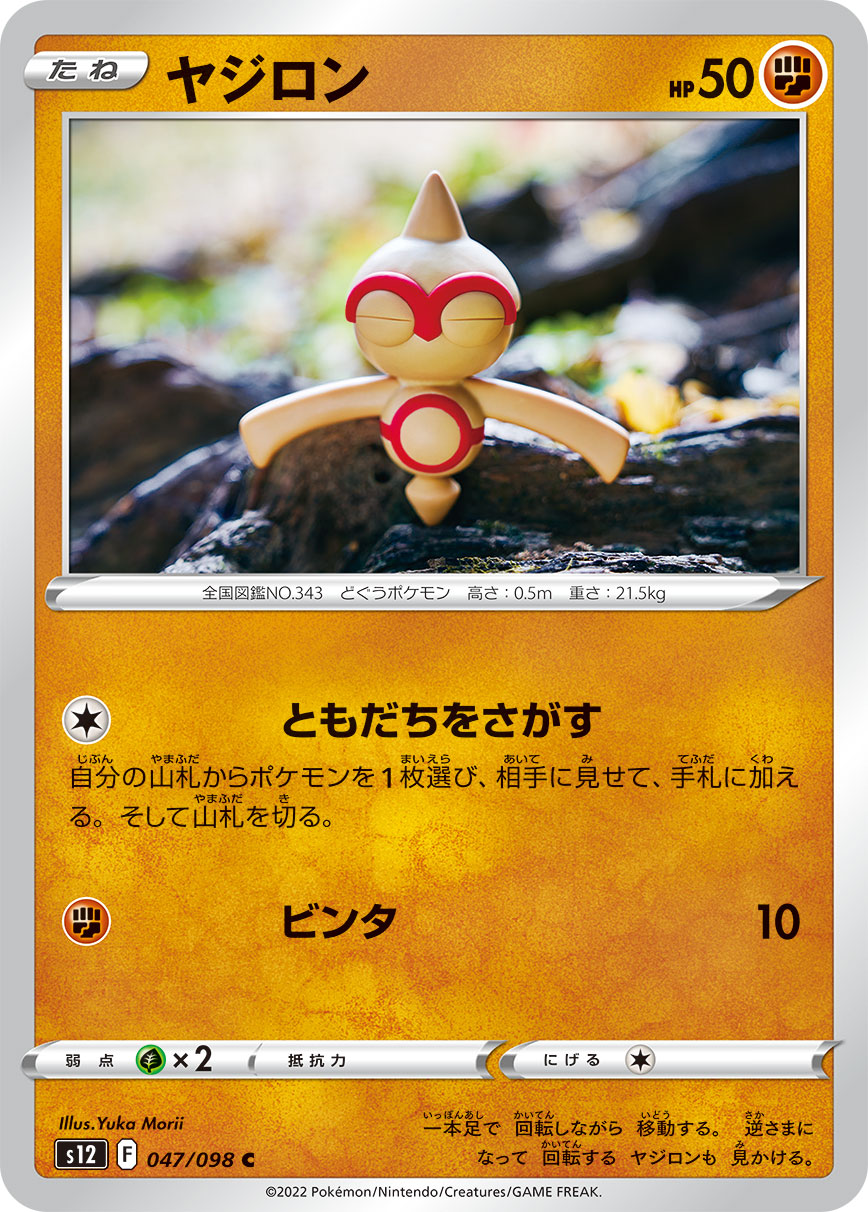 たね ヤジロン HP50
全国図鑑NO.343 どぐうポケモン 高さ:0.5m 重さ:21.5kg
ともだちをさがす
自分の山札からポケモンを1枚選び、相手に見せて、手札に加え
る。そして山札を切る。
ビンタ 10
弱点 ×2 抵抗力 にげる
Illus.Yuka Morii
一本足で 回転しながら 移動する。 逆さまに
なって 回転する ヤジロンも 見かける。
s12 F 047/098 C
©2022 Pokémon/Nintendo/Creatures/GAME FREAK.